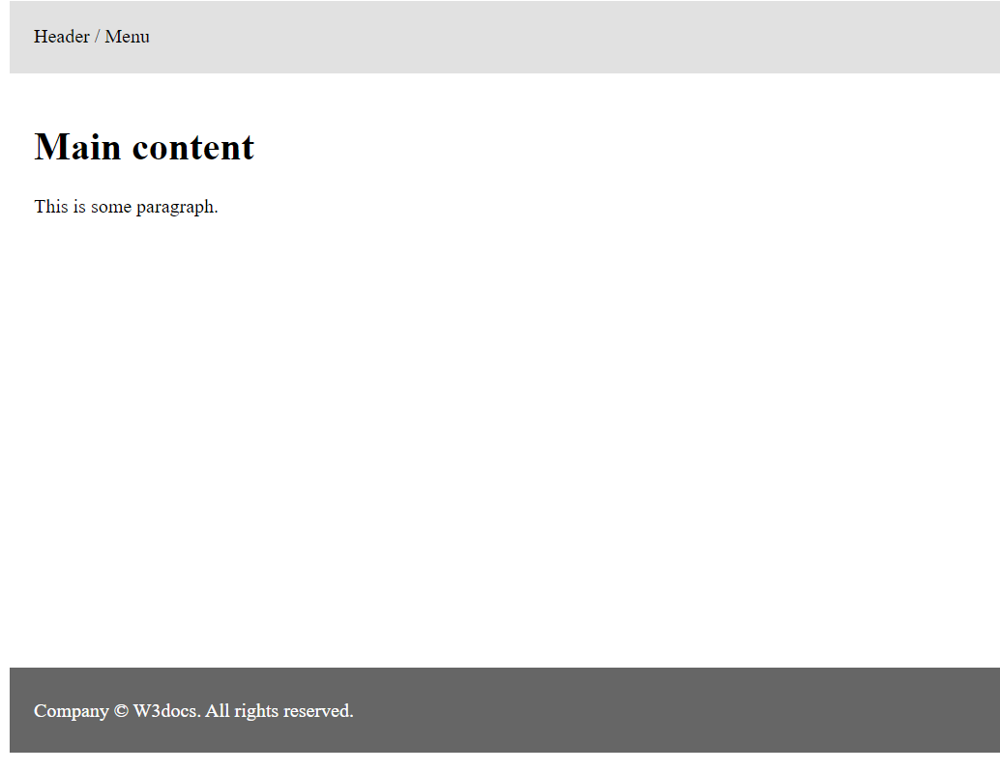 Header / Menu
Main content
This is some paragraph.
Company © W3docs. All rights reserved.